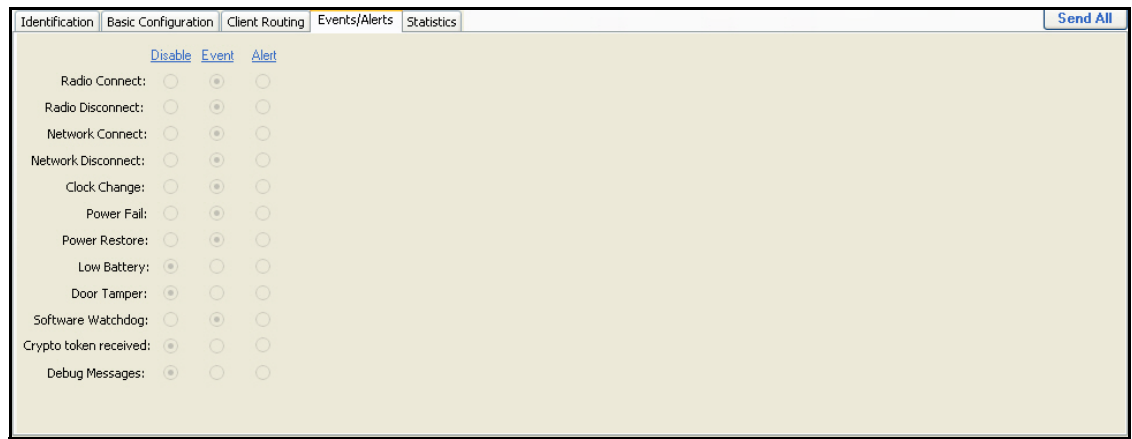 Identification Basic Configuration Client Routing Events/Alerts Statistics Send All
Disable Event Alert
Radio Connect:
Radio Disconnect:
Network Connect:
Network Disconnect:
Clock Change:
Power Fail:
Power Restore:
Low Battery:
Door Tamper:
Software Watchdog:
Crypto token received:
Debug Messages: